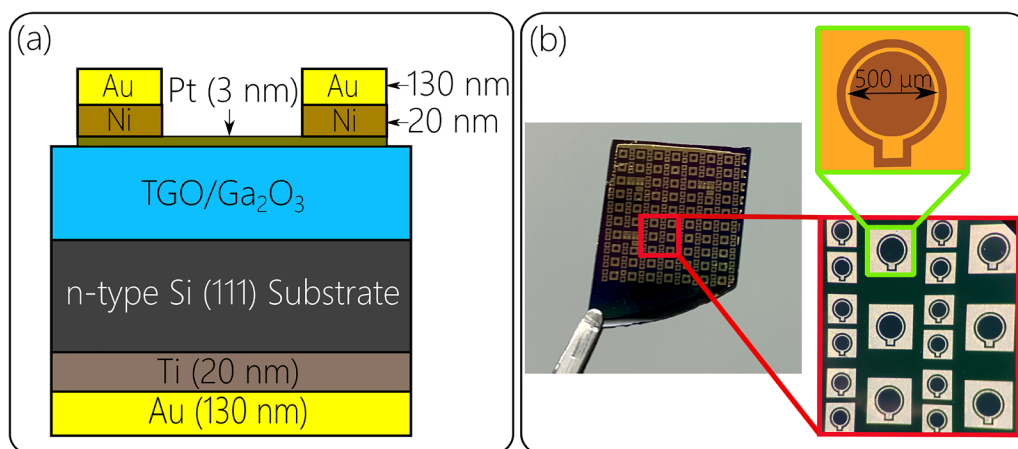 (a)
Au
Pt (3 nm)
Au
130 nm
Ni
Ni
20 nm
TGO/Ga₂O₃
n-type Si (111) Substrate
Ti (20 nm)
Au (130 nm)
(b)
500 μm